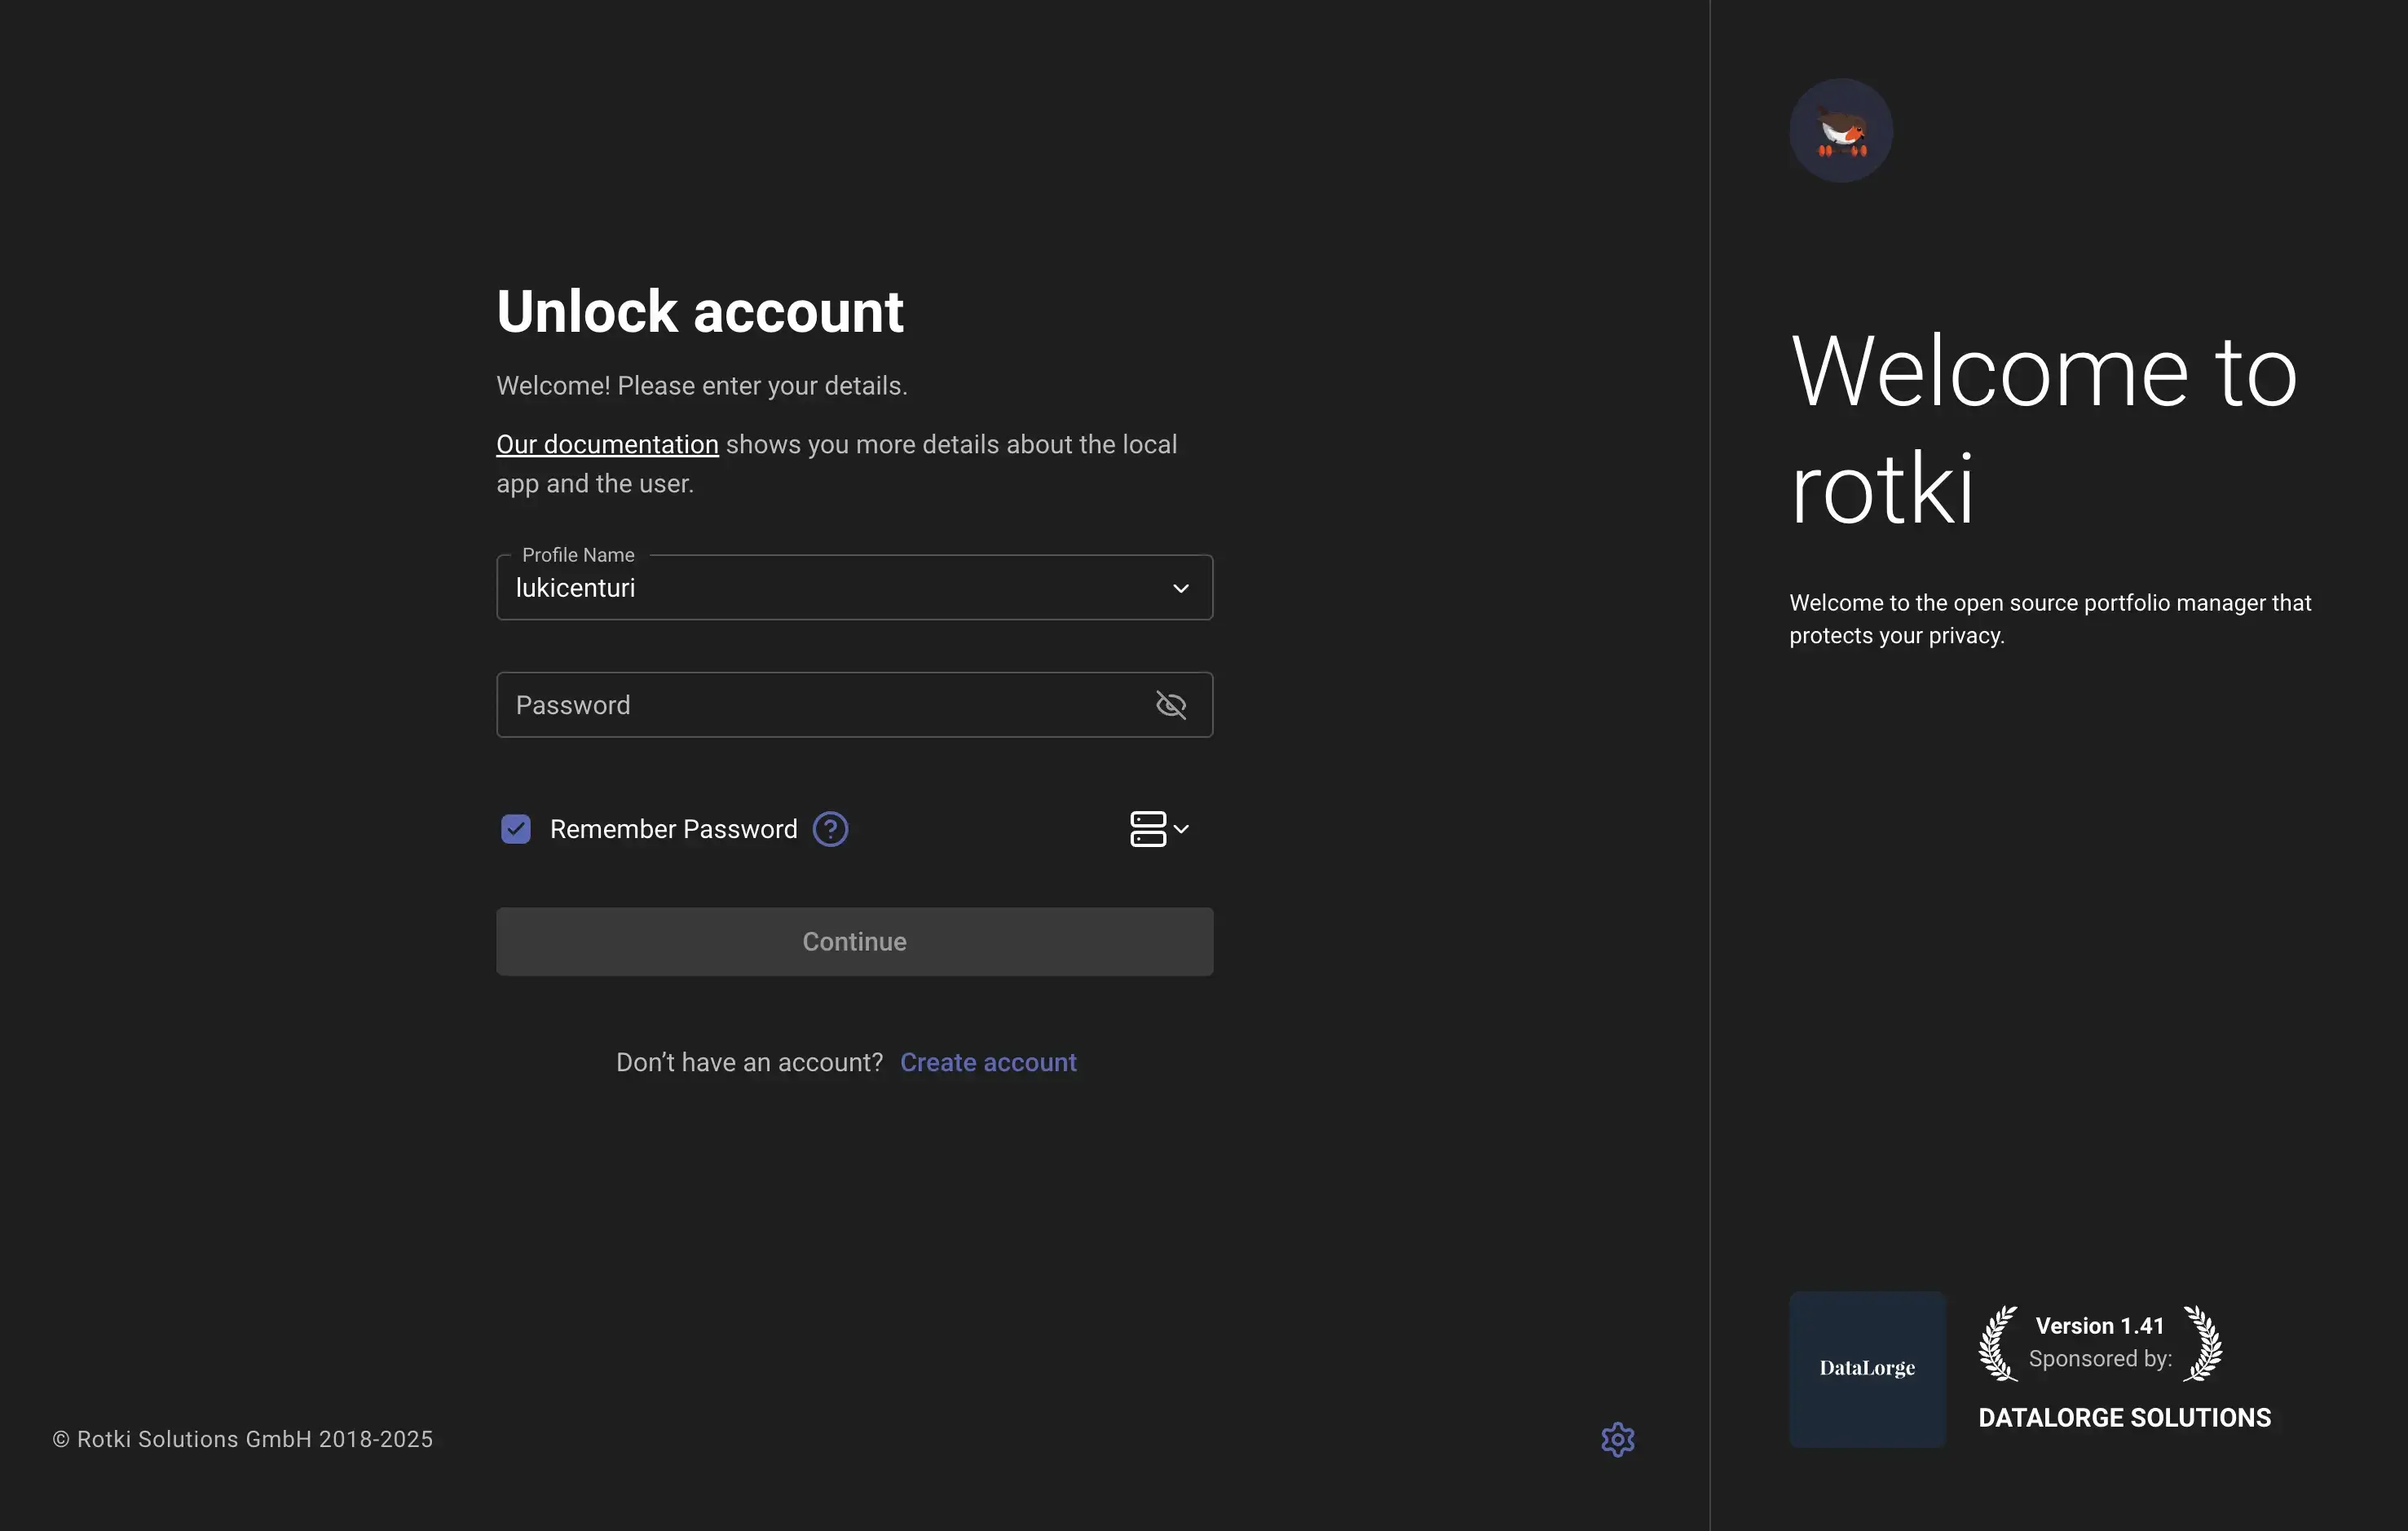 Unlock account
Welcome! Please enter your details.
Our documentation shows you more details about the local
app and the user.
Profile Name
lukicenturi
Password
Remember Password
Continue
Don’t have an account? Create account
© Rotki Solutions GmbH 2018-2025
Welcome to
rotki
Welcome to the open source portfolio manager that
protects your privacy.
DataLorge
Version 1.41
Sponsored by:
DATALORGE SOLUTIONS